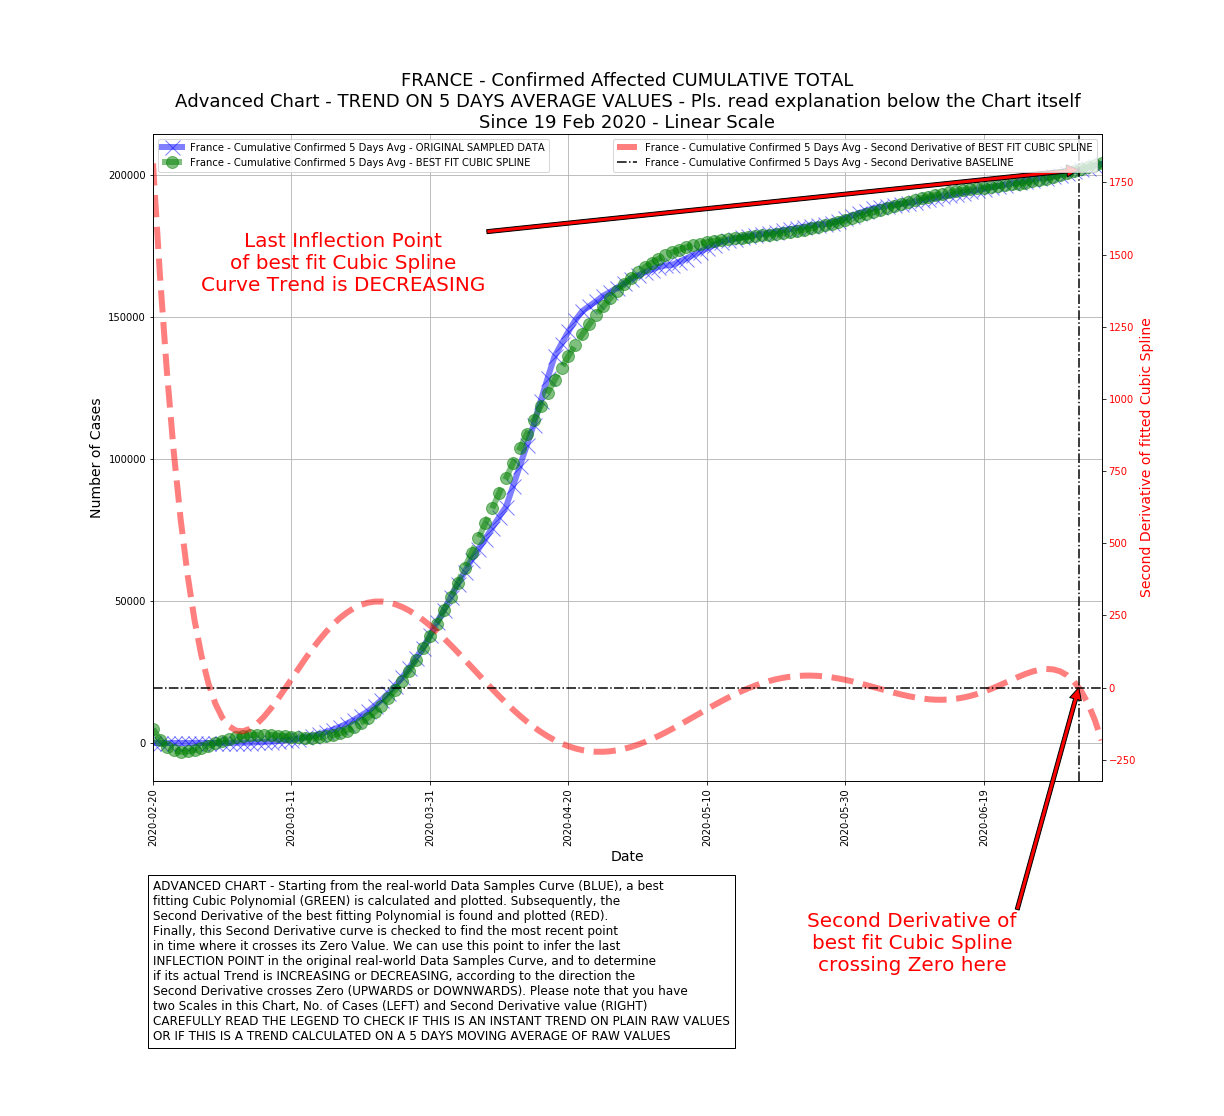 FRANCE - Confirmed Affected CUMULATIVE TOTAL
Advanced Chart - TREND ON 5 DAYS AVERAGE VALUES - Pls. read explanation below the Chart itself
Since 19 Feb 2020 - Linear Scale
France - Cumulative Confirmed 5 Days Avg - ORIGINAL SAMPLED DATA
France - Cumulative Confirmed 5 Days Avg - BEST FIT CUBIC SPLINE
France - Cumulative Confirmed 5 Days Avg - Second Derivative of BEST FIT CUBIC SPLINE
France - Cumulative Confirmed 5 Days Avg - Second Derivative BASELINE
Last Inflection Point
of best fit Cubic Spline
Curve Trend is DECREASING
Number of Cases
200000
150000
100000
50000
0
1750
1500
1250
1000
750
500
250
0
−250
Second Derivative of fitted Cubic Spline
2020-02-20
2020-03-11
2020-03-31
2020-04-20
2020-05-10
2020-05-30
2020-06-19
Date
ADVANCED CHART - Starting from the real-world Data Samples Curve (BLUE), a best
fitting Cubic Polynomial (GREEN) is calculated and plotted. Subsequently, the
Second Derivative of the best fitting Polynomial is found and plotted (RED).
Finally, this Second Derivative curve is checked to find the most recent point
in time where it crosses its Zero Value. We can use this point to infer the last
INFLECTION POINT in the original real-world Data Samples Curve, and to determine
if its actual Trend is INCREASING or DECREASING, according to the direction the
Second Derivative crosses Zero (UPWARDS or DOWNWARDS). Please note that you have
two Scales in this Chart, No. of Cases (LEFT) and Second Derivative value (RIGHT)
CAREFULLY READ THE LEGEND TO CHECK IF THIS IS AN INSTANT TREND ON PLAIN RAW VALUES
OR IF THIS IS A TREND CALCULATED ON A 5 DAYS MOVING AVERAGE OF RAW VALUES
Second Derivative of
best fit Cubic Spline
crossing Zero here